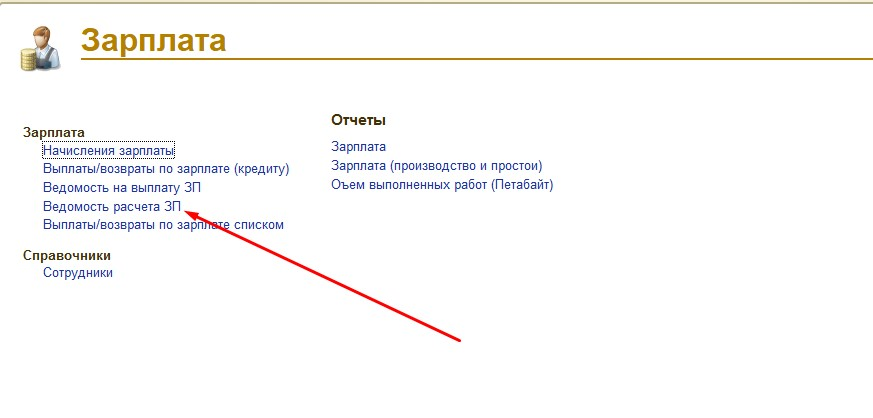 Зарплата
Зарплата
Начисления зарплаты
Выплаты/возвраты по зарплате (кредиту)
Ведомость на выплату ЗП
Ведомость расчета ЗП
Выплаты/возвраты по зарплате списком
Справочники
Сотрудники
Отчеты
Зарплата
Зарплата (производство и простои)
Оъем выполненных работ (Петабайт)